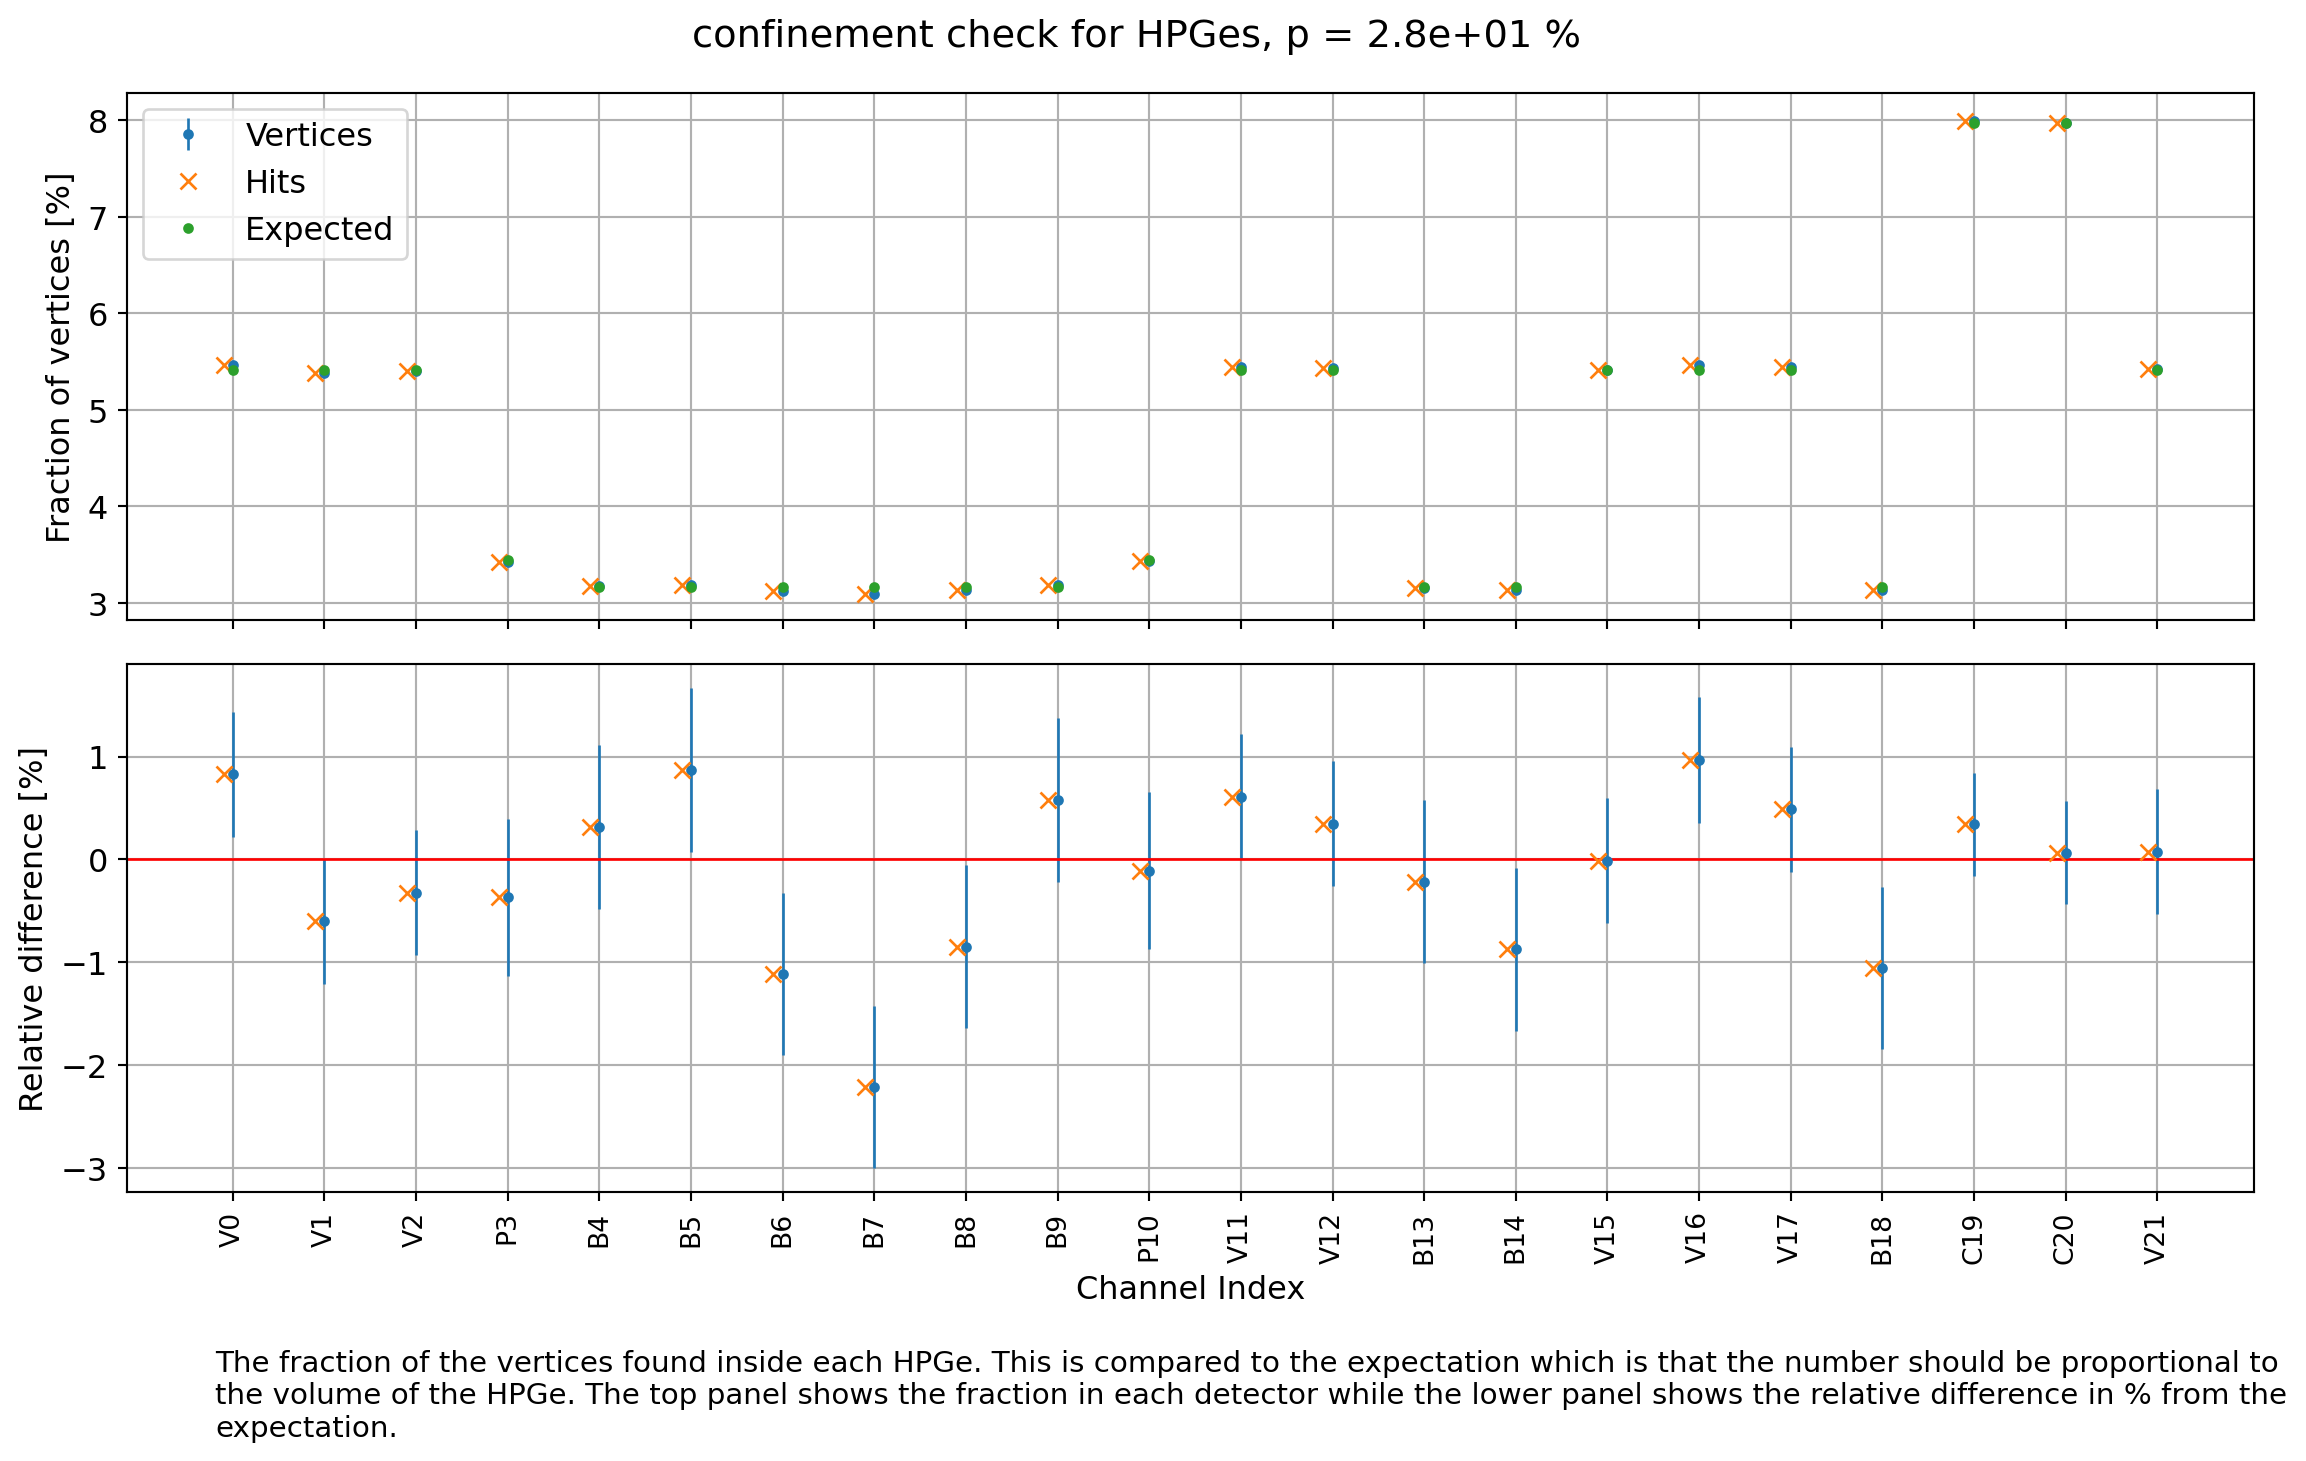 confinement check for HPGes, p = 2.8e+01 %
8
7
6
5
4
3
Fraction of vertices [%]
Vertices
Hits
Expected
1
0
−1
−2
−3
Relative difference [%]
V0 V1 V2 P3 B4 B5 B6 B7 B8 B9 P10 V11 V12 B13 B14 V15 V16 V17 B18 C19 C20 V21
Channel Index
The fraction of the vertices found inside each HPGe. This is compared to the expectation which is that the number should be proportional to
the volume of the HPGe. The top panel shows the fraction in each detector while the lower panel shows the relative difference in % from the
expectation.